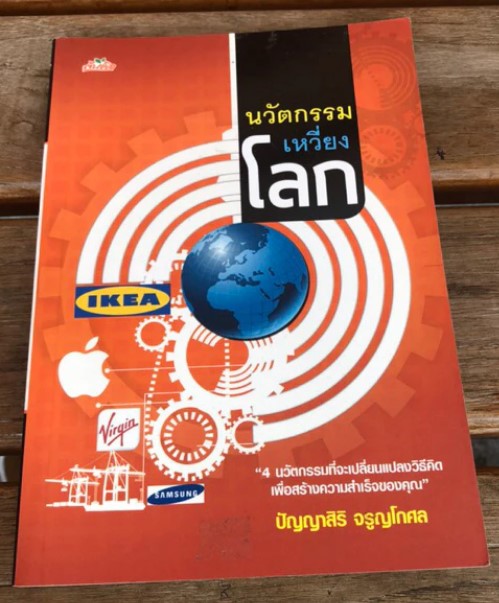 นวัตกรรม
เหวี่ยง
โลก
IKEA
Virgin
SAMSUNG
“4 นวัตกรรมที่จะเปลี่ยนแปลงวิธีคิด
เพื่อสร้างความสำเร็จของคุณ”
ปัญญาสิริ จรูญโกศล